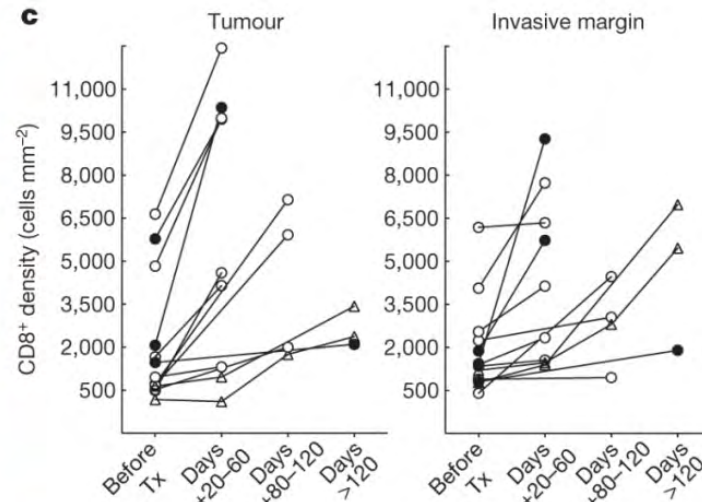 c
Tumour
Invasive margin
CD8⁺ density (cells mm⁻²)
11,000
9,500
8,000
6,500
5,000
3,500
2,000
500
11,000
9,500
8,000
6,500
5,000
3,500
2,000
500
Before
Tx
Days
+20–60
Days
+80–120
Days
>120
Before
Tx
Days
+20–60
Days
+80–120
Days
>120